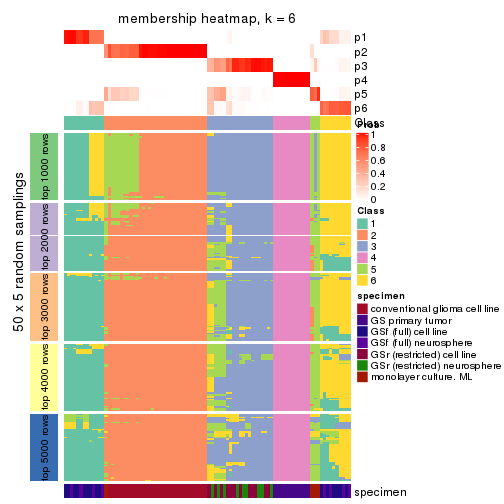 membership heatmap, k = 6
p1
p2
p3
p4
p5
p6
Class
Prob
1
0.8
0.6
0.4
0.2
0
Class
1
2
3
4
5
6
specimen
conventional glioma cell line
GS primary tumor
GSf (full) cell line
GSf (full) neurosphere
GSr (restricted) cell line
GSr (restricted) neurosphere
monolayer culture. ML
50 x 5 random samplings
top 1000 rows
top 2000 rows
top 3000 rows
top 4000 rows
top 5000 rows
specimen